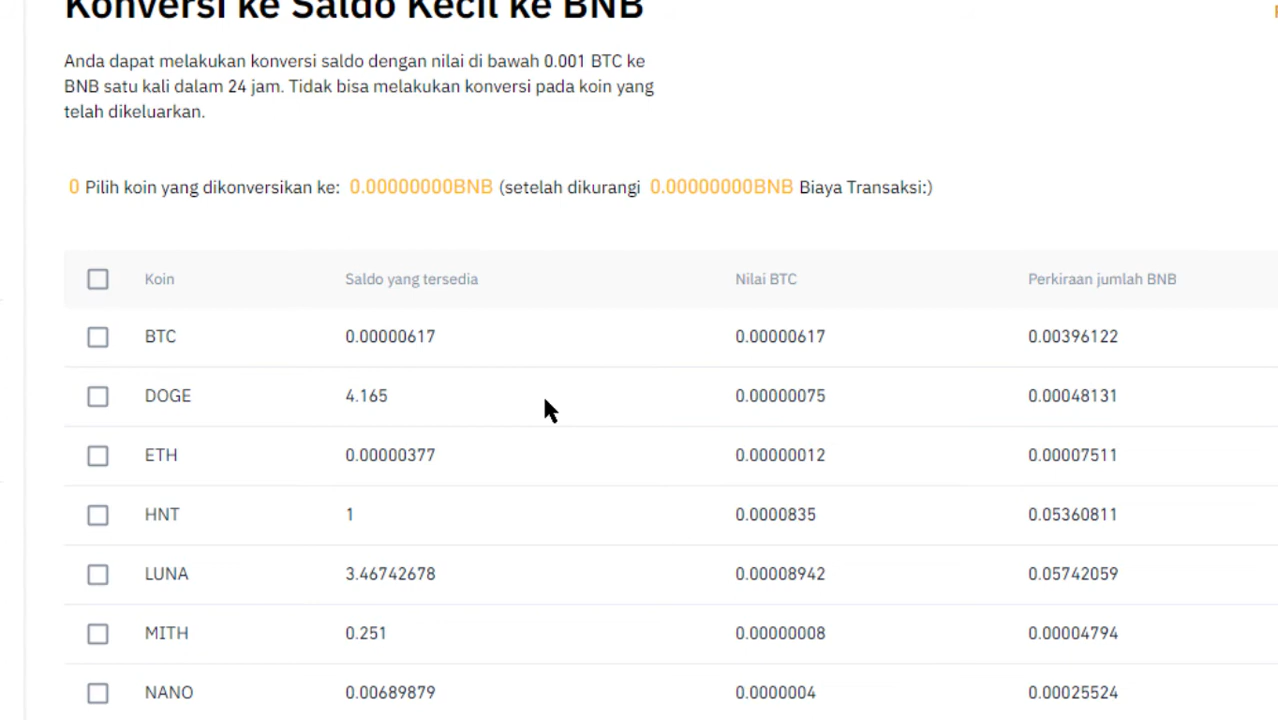 Konversi ke Saldo Kecil ke BNB
Anda dapat melakukan konversi saldo dengan nilai di bawah 0.001 BTC ke
BNB satu kali dalam 24 jam. Tidak bisa melakukan konversi pada koin yang
telah dikeluarkan.
0 Pilih koin yang dikonversikan ke: 0.00000000BNB (setelah dikurangi 0.00000000BNB Biaya Transaksi:)
Koin Saldo yang tersedia Nilai BTC Perkiraan jumlah BNB
BTC 0.00000617 0.00000617 0.00396122
DOGE 4.165 0.00000075 0.00048131
ETH 0.00000377 0.00000012 0.00007511
HNT 1 0.0000835 0.05360811
LUNA 3.46742678 0.00008942 0.05742059
MITH 0.251 0.00000008 0.00004794
NANO 0.00689879 0.0000004 0.00025524